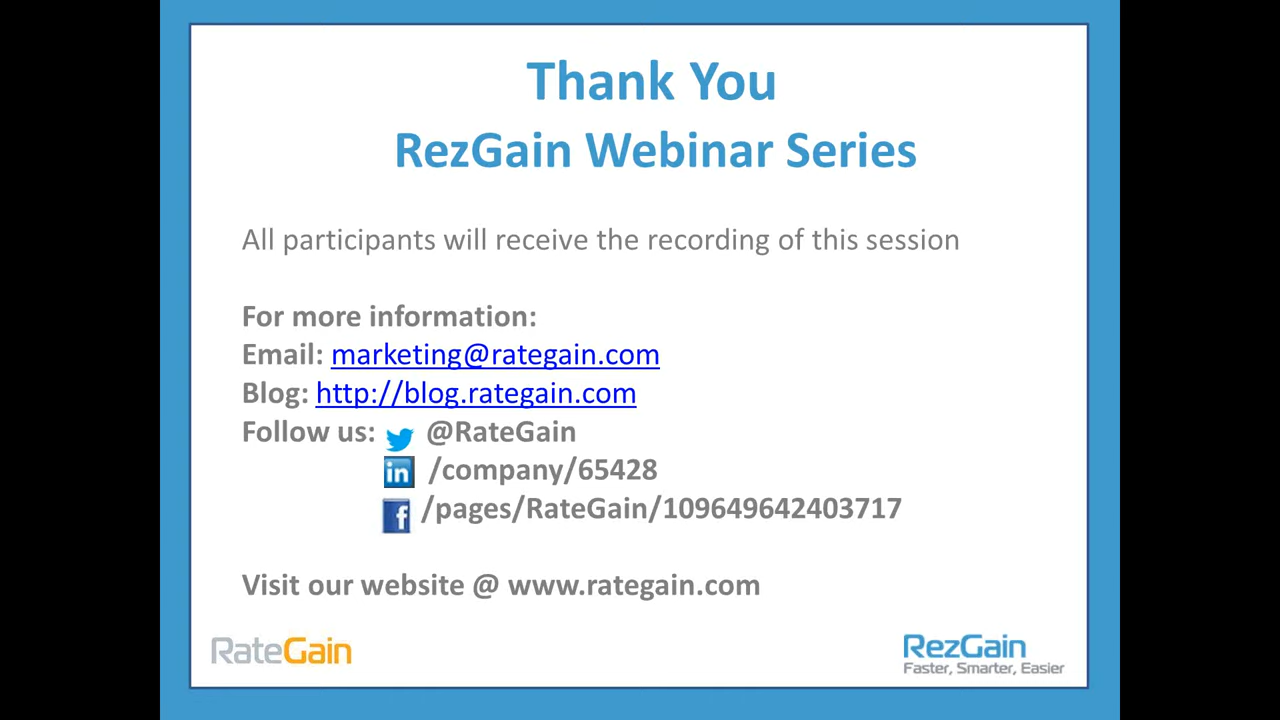 Thank You
RezGain Webinar Series
All participants will receive the recording of this session
For more information:
Email: marketing@rategain.com
Blog: http://blog.rategain.com
Follow us: @RateGain
in /company/65428
f /pages/RateGain/109649642403717
Visit our website @ www.rategain.com
RateGain
RezGain
Faster, Smarter, Easier